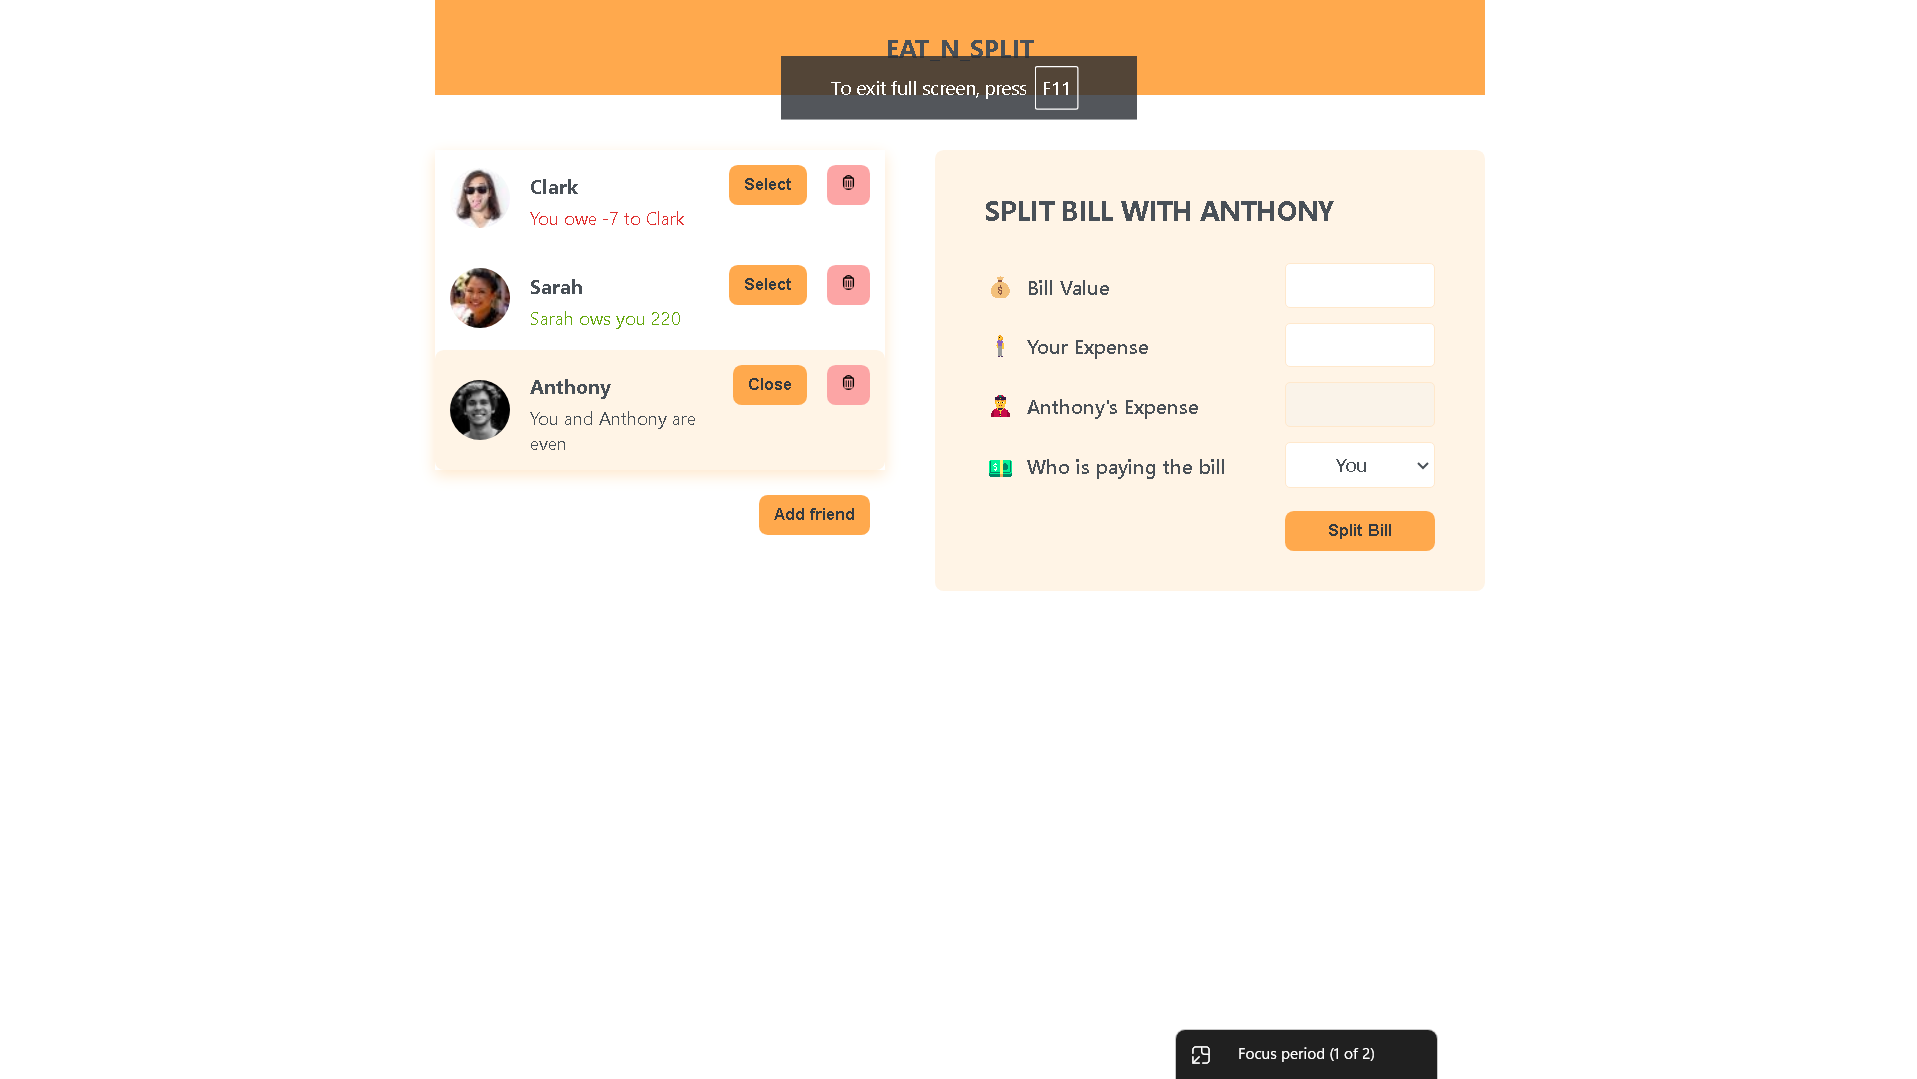 EAT_N_SPLIT
To exit full screen, press F11
Clark
You owe -7 to Clark
Select
Sarah
Sarah ows you 220
Select
Anthony
You and Anthony are
even
Close
Add friend
SPLIT BILL WITH ANTHONY
Bill Value
Your Expense
Anthony's Expense
Who is paying the bill
You
Split Bill
Focus period (1 of 2)